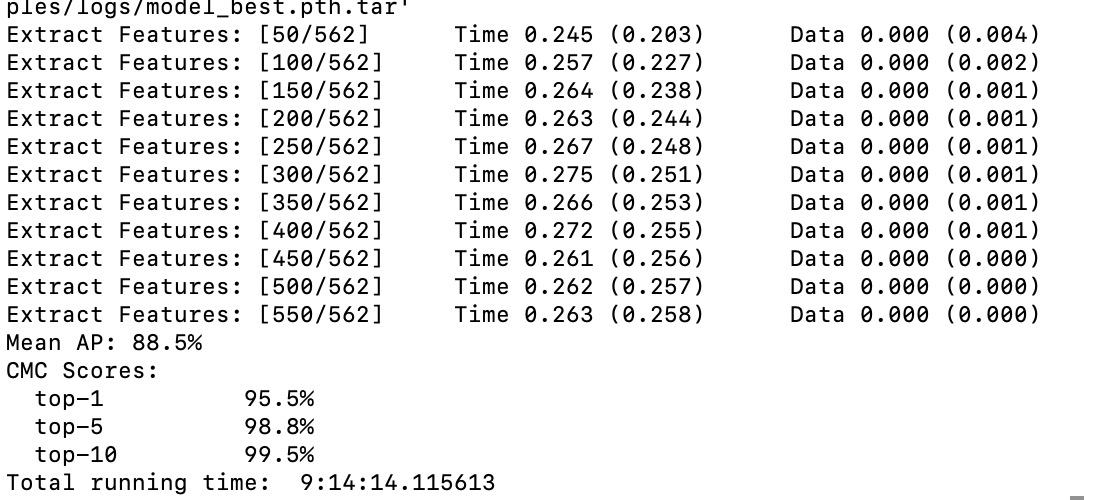 ples/logs/model_best.pth.tar'
Extract Features: [50/562]	Time 0.245 (0.203)	Data 0.000 (0.004)
Extract Features: [100/562]	Time 0.257 (0.227)	Data 0.000 (0.002)
Extract Features: [150/562]	Time 0.264 (0.238)	Data 0.000 (0.001)
Extract Features: [200/562]	Time 0.263 (0.244)	Data 0.000 (0.001)
Extract Features: [250/562]	Time 0.267 (0.248)	Data 0.000 (0.001)
Extract Features: [300/562]	Time 0.275 (0.251)	Data 0.000 (0.001)
Extract Features: [350/562]	Time 0.266 (0.253)	Data 0.000 (0.001)
Extract Features: [400/562]	Time 0.272 (0.255)	Data 0.000 (0.001)
Extract Features: [450/562]	Time 0.261 (0.256)	Data 0.000 (0.000)
Extract Features: [500/562]	Time 0.262 (0.257)	Data 0.000 (0.000)
Extract Features: [550/562]	Time 0.263 (0.258)	Data 0.000 (0.000)
Mean AP: 88.5%
CMC Scores:
  top-1          95.5%
  top-5          98.8%
  top-10         99.5%
Total running time:  9:14:14.115613